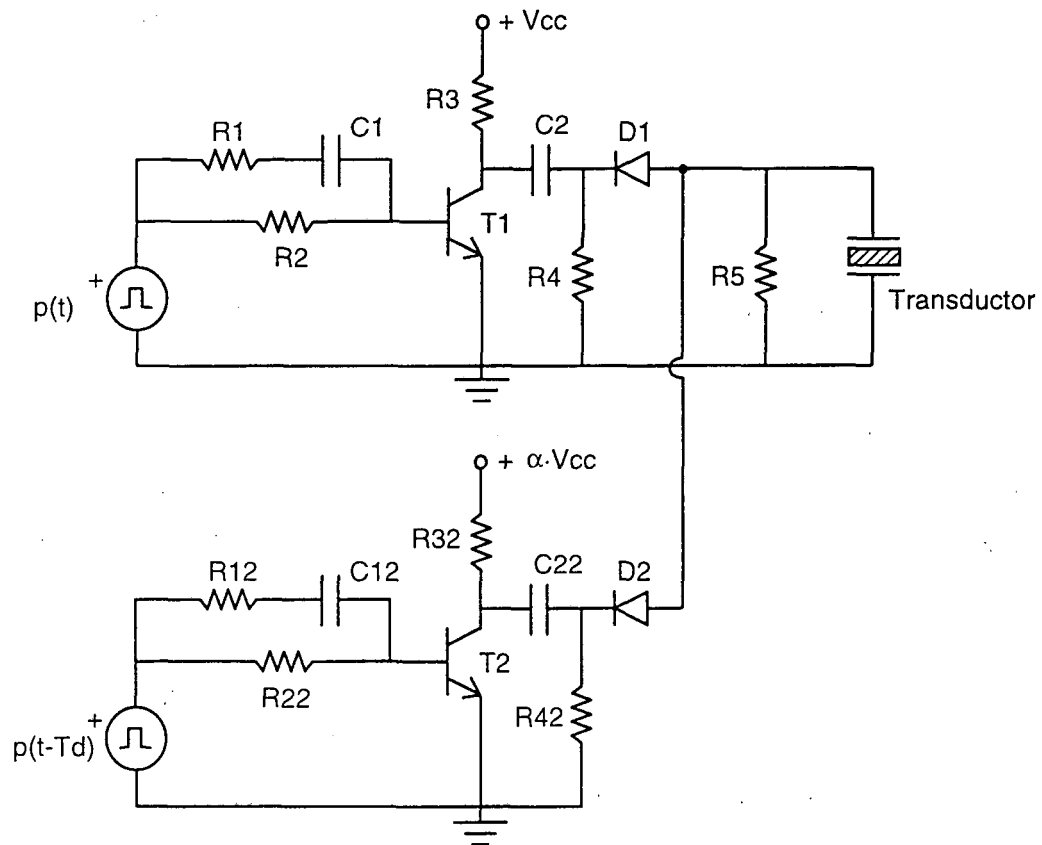 + Vcc
R3
R1
C1
C2
D1
T1
R2
R4
R5
+
p(t)
Transductor
+ α·Vcc
R32
R12
C12
C22
D2
T2
R22
R42
+
p(t-Td)